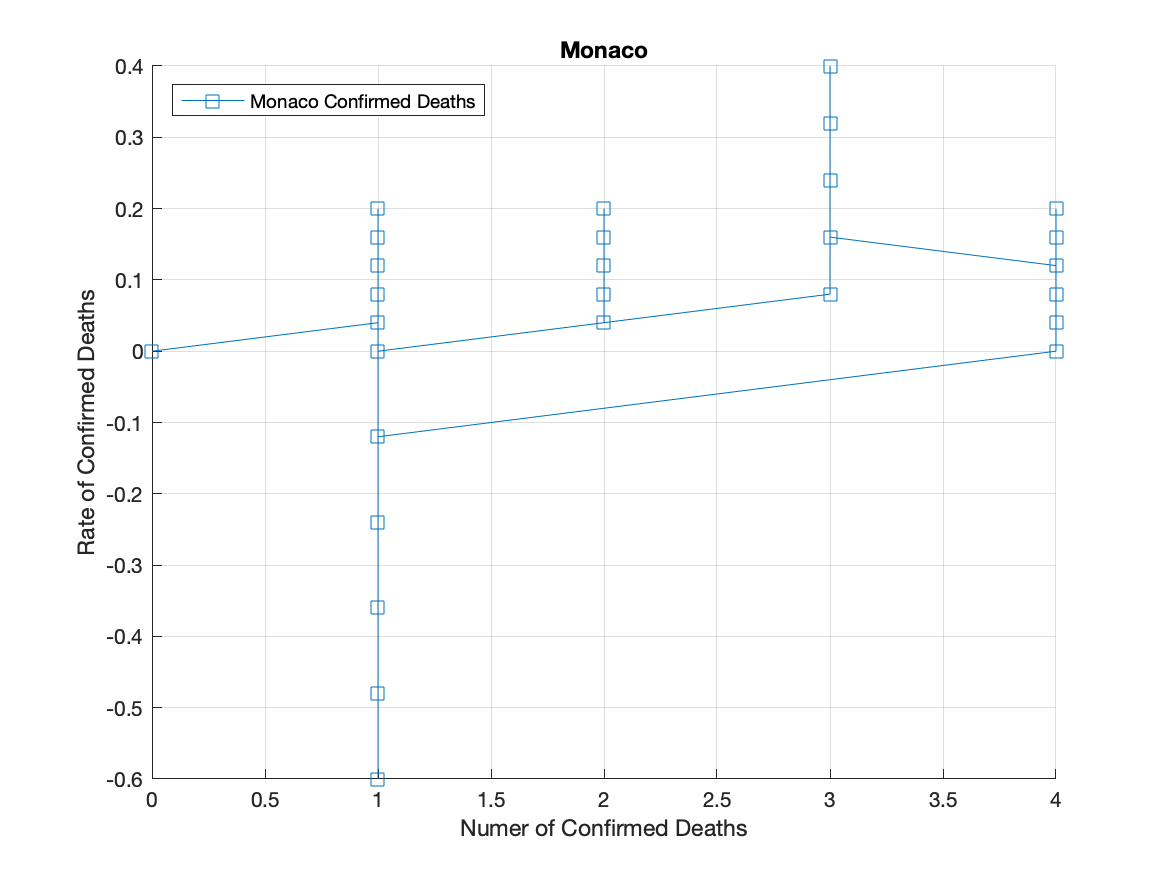 Monaco
Monaco Confirmed Deaths
0.4
0.3
0.2
0.1
0
-0.1
-0.2
-0.3
-0.4
-0.5
-0.6
Rate of Confirmed Deaths
0 0.5 1 1.5 2 2.5 3 3.5 4
Numer of Confirmed Deaths